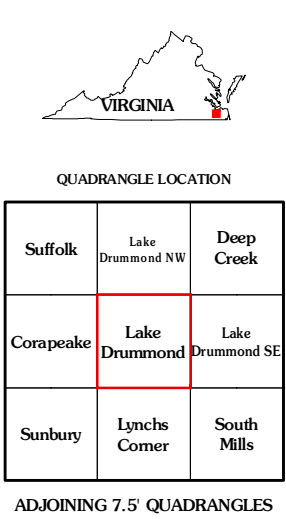 VIRGINIA
QUADRANGLE LOCATION
Suffolk
Lake
Drummond NW
Deep
Creek
Corapeake
Lake
Drummond
Lake
Drummond SE
Sunbury
Lynchs
Corner
South
Mills
ADJOINING 7.5' QUADRANGLES